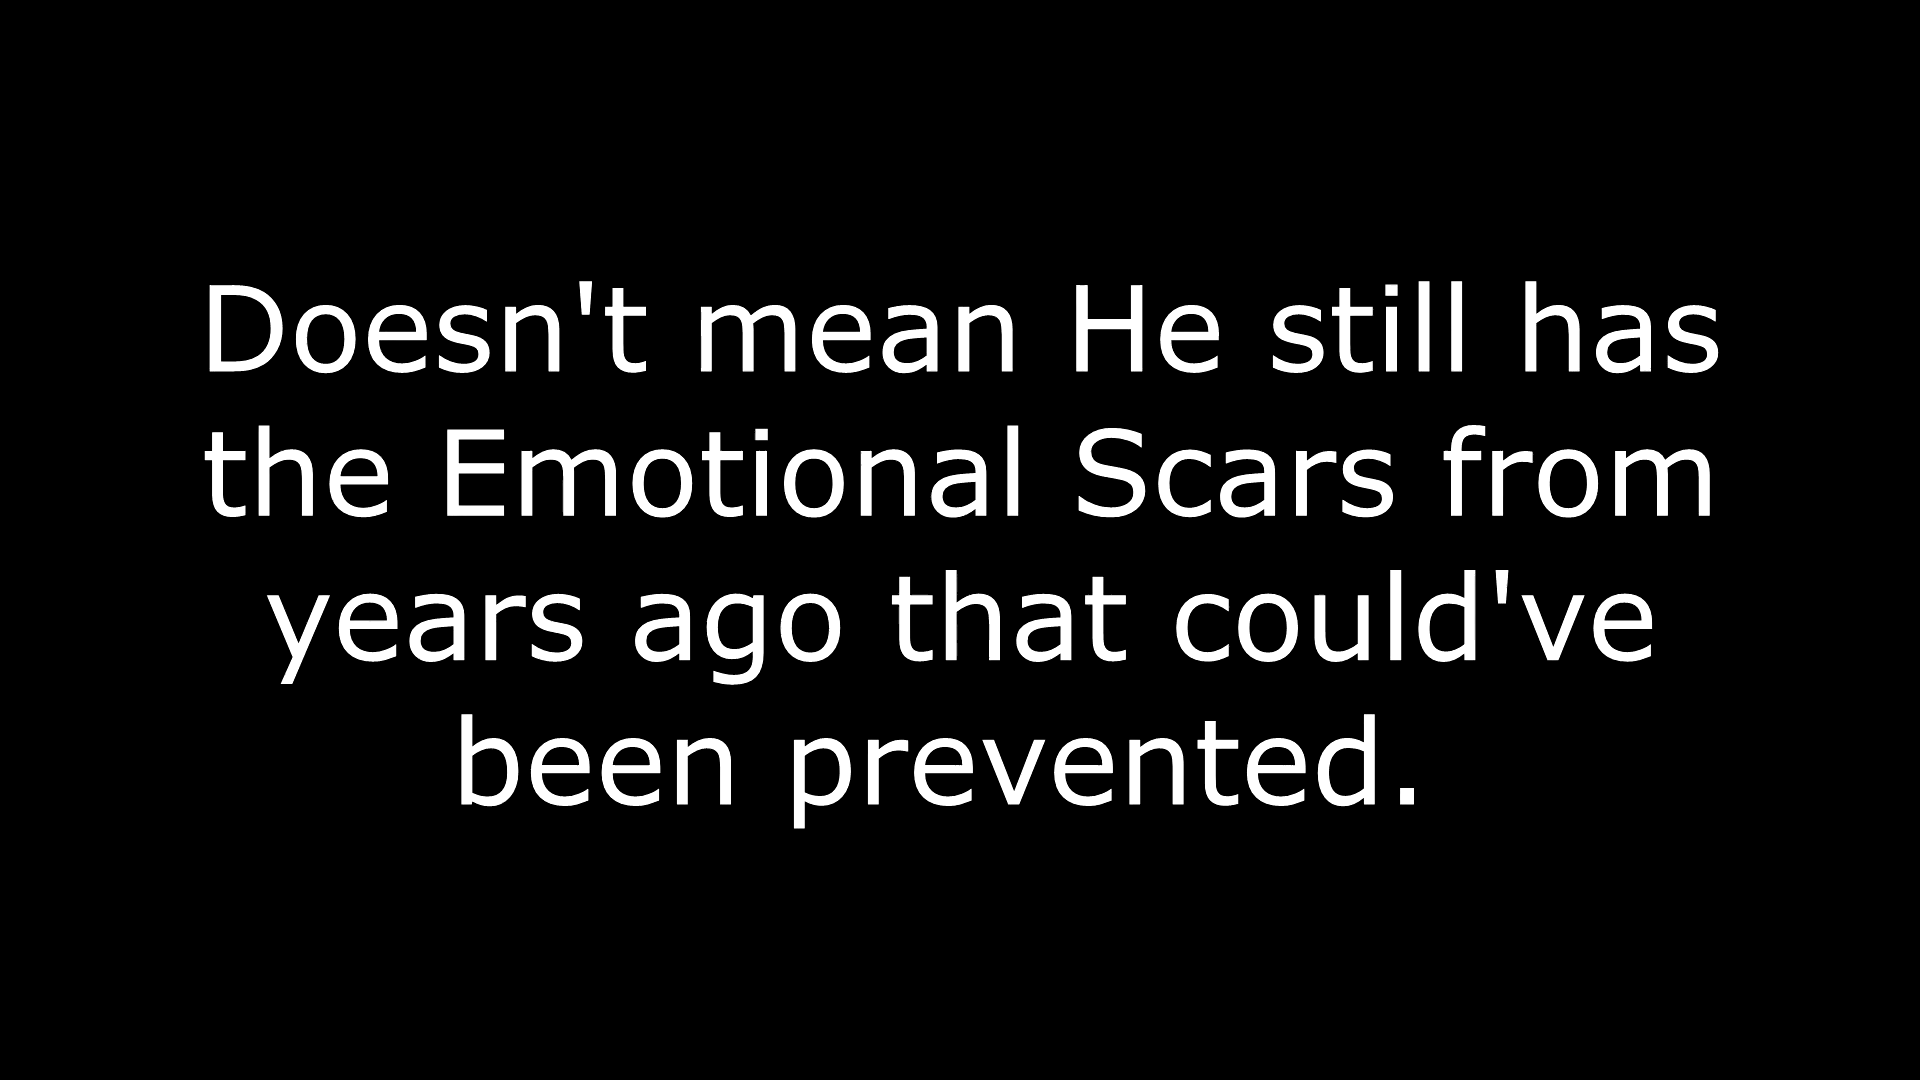 Doesn't mean He still has
the Emotional Scars from
years ago that could've
been prevented.